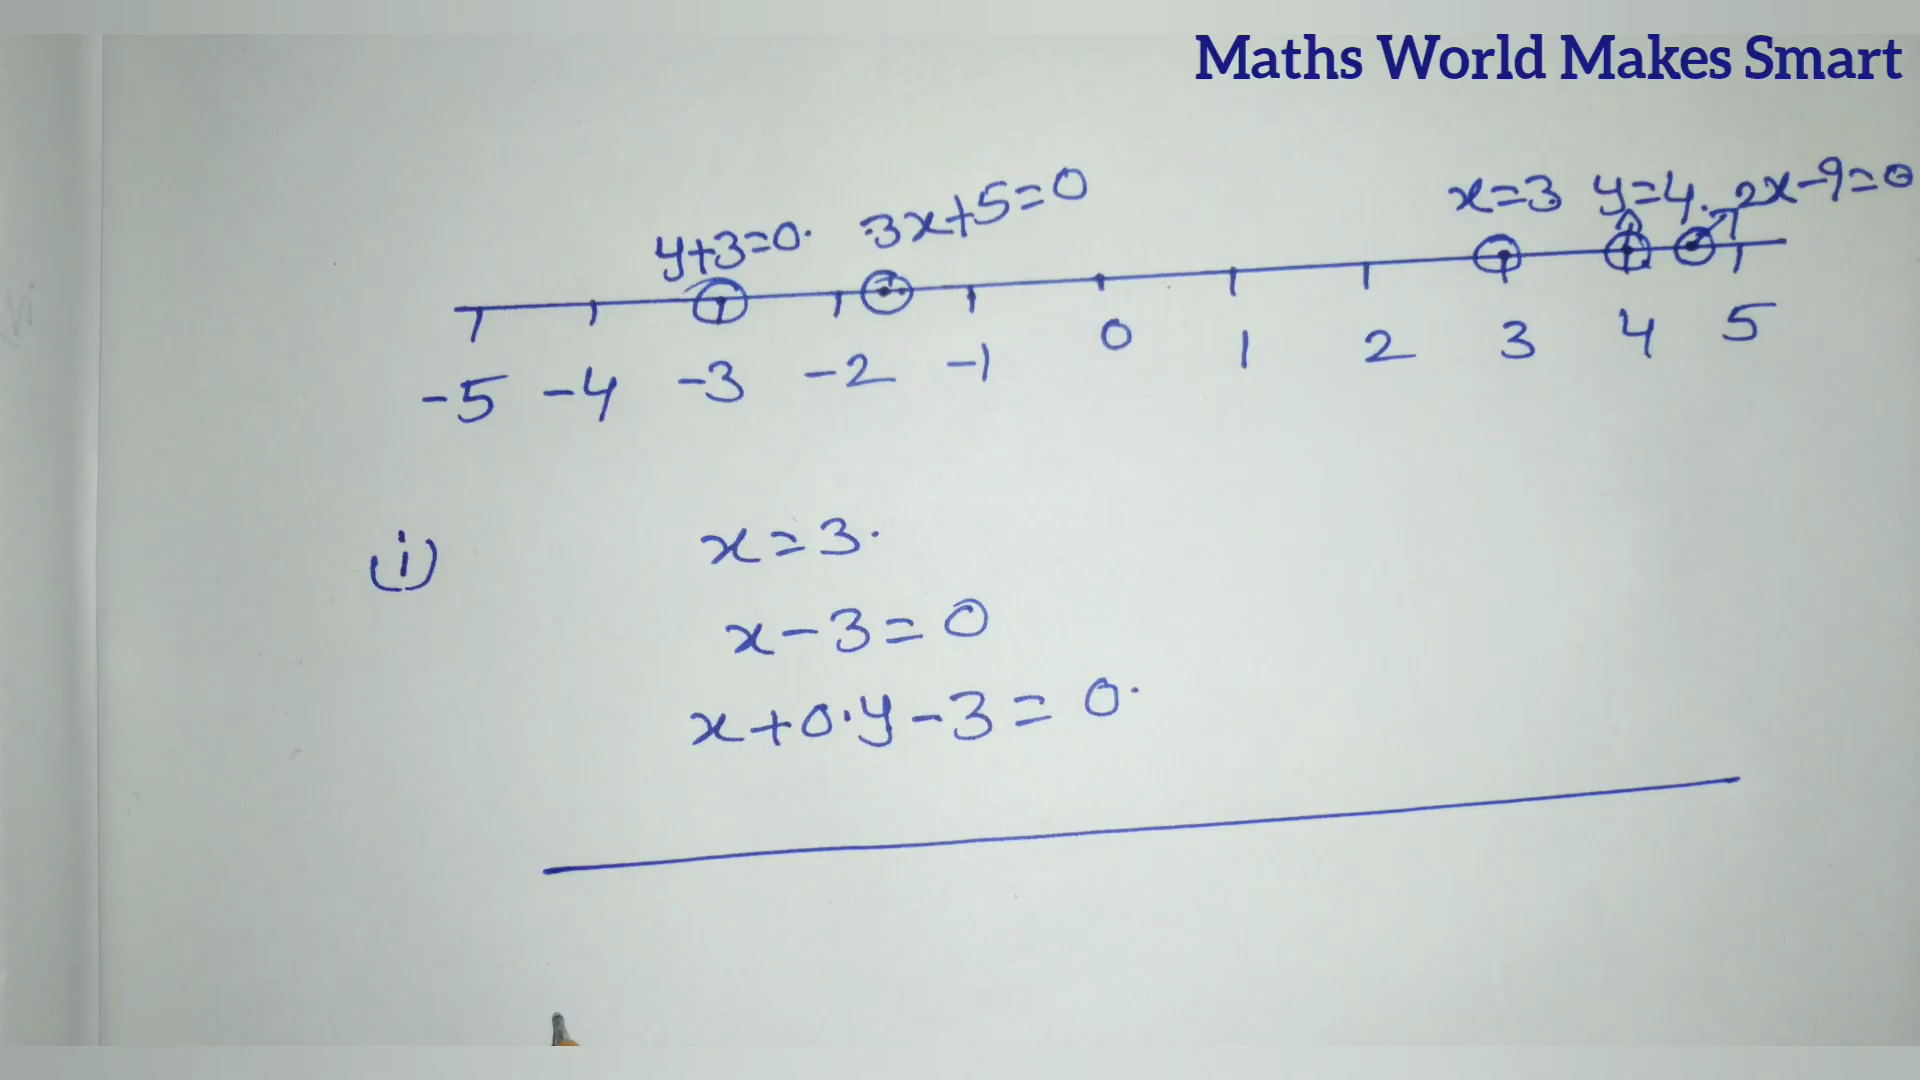 Maths World Makes Smart
y+3=0. 3x+5=0 x=3 y=4. 2x-9=0
-5 -4 -3 -2 -1 0 1 2 3 4 5
(i) x=3.
x-3=0
x+0.y-3=0.